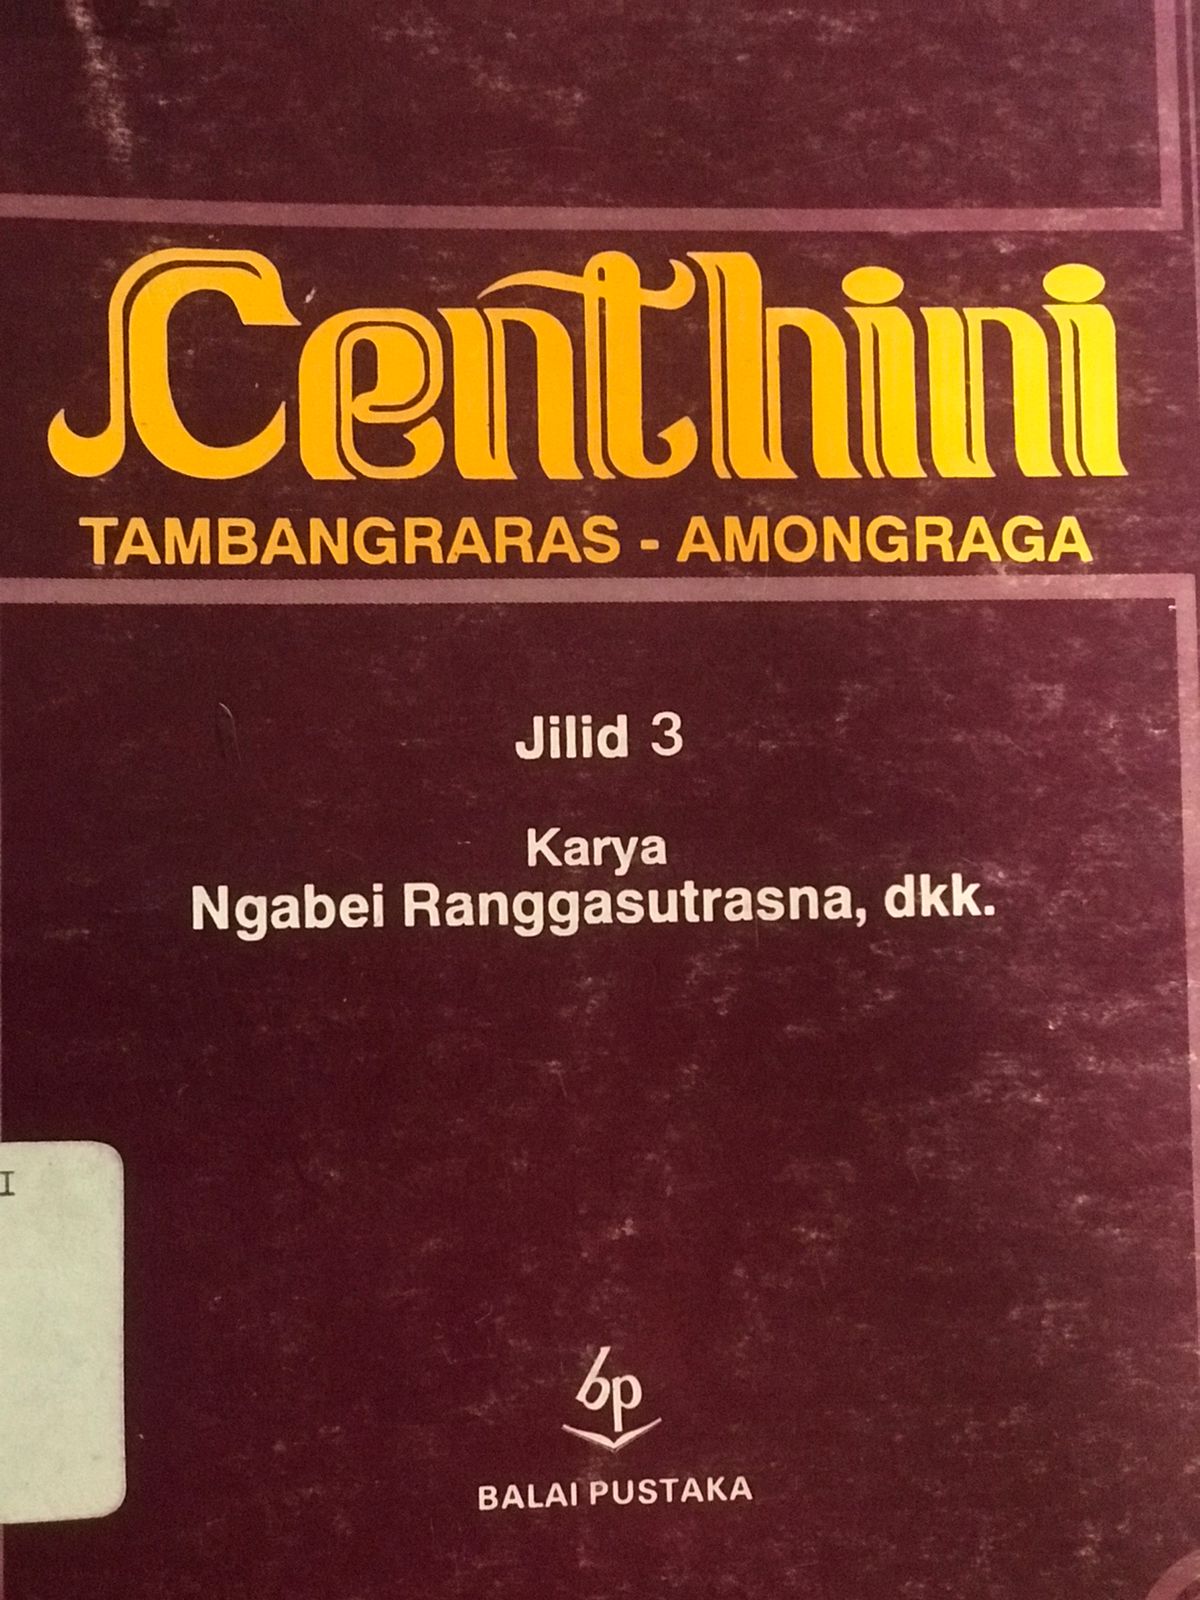 Centhini
TAMBANGRARAS - AMONGRAGA
Jilid 3
Karya
Ngabei Ranggasutrasna, dkk.
I
bp
BALAI PUSTAKA